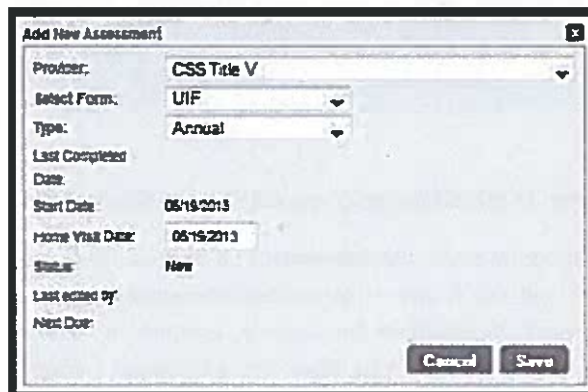 Add New Assessment
Provider: CSS Title V
Select Form: UIF
Type: Annual
Last Completed
Date:
Start Date: 06/19/2013
Home Visit Date: 06/19/2013
Status: New
Last edited by:
Next Due:
Cancel Save